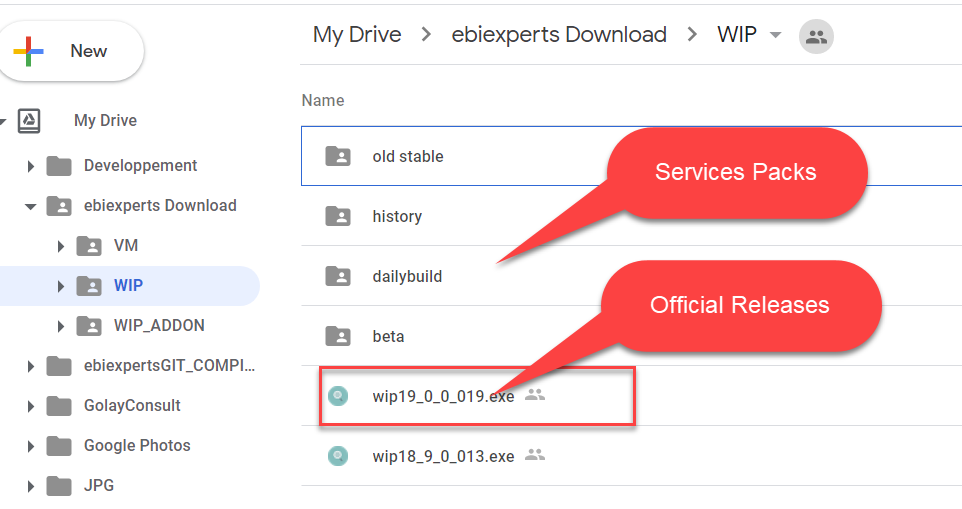 New
My Drive
Developpement
ebiexperts Download
VM
WIP
WIP_ADDON
ebiexpertsGIT_COMPI...
GolayConsult
Google Photos
JPG
My Drive > ebiexperts Download > WIP
Name
old stable
history
dailybuild
beta
wip19_0_0_019.exe
wip18_9_0_013.exe
Services Packs
Official Releases